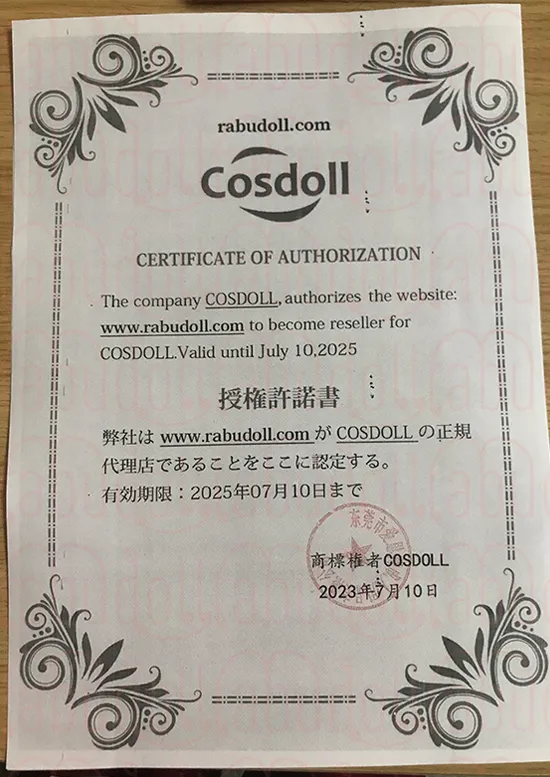 rabudoll.com
Cosdoll
CERTIFICATE OF AUTHORIZATION
The company COSDOLL,authorizes the website:
www.rabudoll.com to become reseller for
COSDOLL.Valid until July 10,2025
授権許諾書
弊社は www.rabudoll.com が COSDOLL の正規
代理店であることをここに認定する。
有効期限：2025年07月10日まで
东莞市爱
商標権者COSDOLL
2023年7月10日